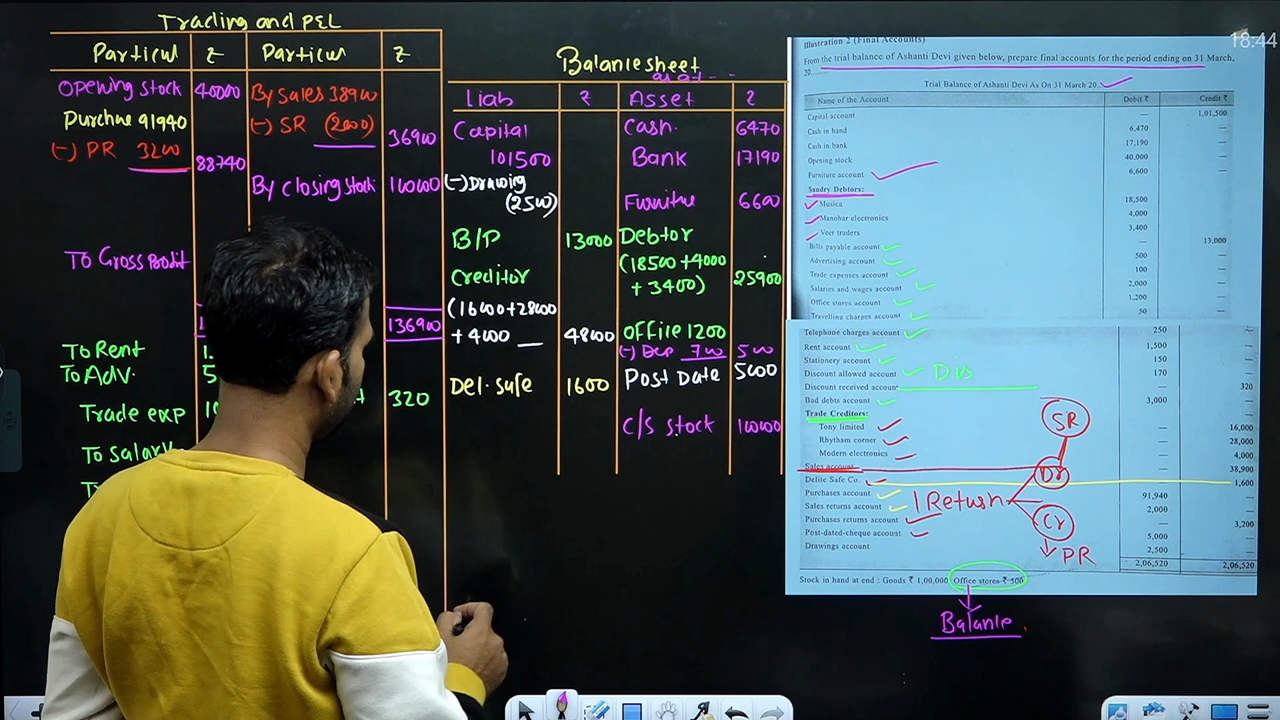 Trading and P&L
Particul ₹ Particur ₹
Opening stock 40000 By Sales 38900
(-) SR (2000) 36900
Purchase 91940
(-) PR 3200 88740
By closing stock 100000
To Gross Profit
136900
To Rent
To Adv. 5
320
Trade exp 10
To Salary
Balance sheet
as at - - -
Liab ₹ Asset ₹
Capital
101500
(-) Drawing
(2500)
B/P 13000
Creditor
(16000+28000
+4000 48000
Del. safe 1600
Cash. 6470
Bank 17190
Furnitur 6600
Debtor
(18500+4000
+3400) 25900
office 1200
(-) Dep 700 500
Post Date 5000
C/S stock 100000
18:44
Illustration 2 (Final Accounts)
From the trial balance of Ashanti Devi given below, prepare final accounts for the period ending on 31 March,
20......
Trial Balance of Ashanti Devi As On 31 March 20..
Name of the Account Debit ₹ Credit ₹
Capital account — 1,01,500
Cash in hand 6,470 —
Cash in bank 17,190 —
Opening stock 40,000 —
Furniture account 6,600 —
Sundry Debtors:
Musica 18,500 —
Manohar electronics 4,000 —
Veer traders 3,400 —
Bills payable account — 13,000
Advertising account 500 —
Trade expenses account 100 —
Salaries and wages account 2,000 —
Office stores account 1,200 —
Travelling charges account 50 —
Telephone charges account 250 —
Rent account 1,500 —
Stationery account 150 —
Discount allowed account 170 —
Dis
Discount received account — 320
Bad debts account 3,000 —
Trade Creditors:
Tony limited — 16,000
Rhytham corner — 28,000
Modern electronics — 4,000
Sales account — 38,900
Delite Safe Co. — 1,600
Purchases account 91,940 —
Sales returns account 2,000 —
Purchases returns account — 3,200
Post-dated-cheque account 5,000 —
Drawings account 2,500 —
2,06,520 2,06,520
Stock in hand at end : Goods ₹ 1,00,000 Office stores ₹ 500
SR
Dr
Return
Cr
PR
Balanle